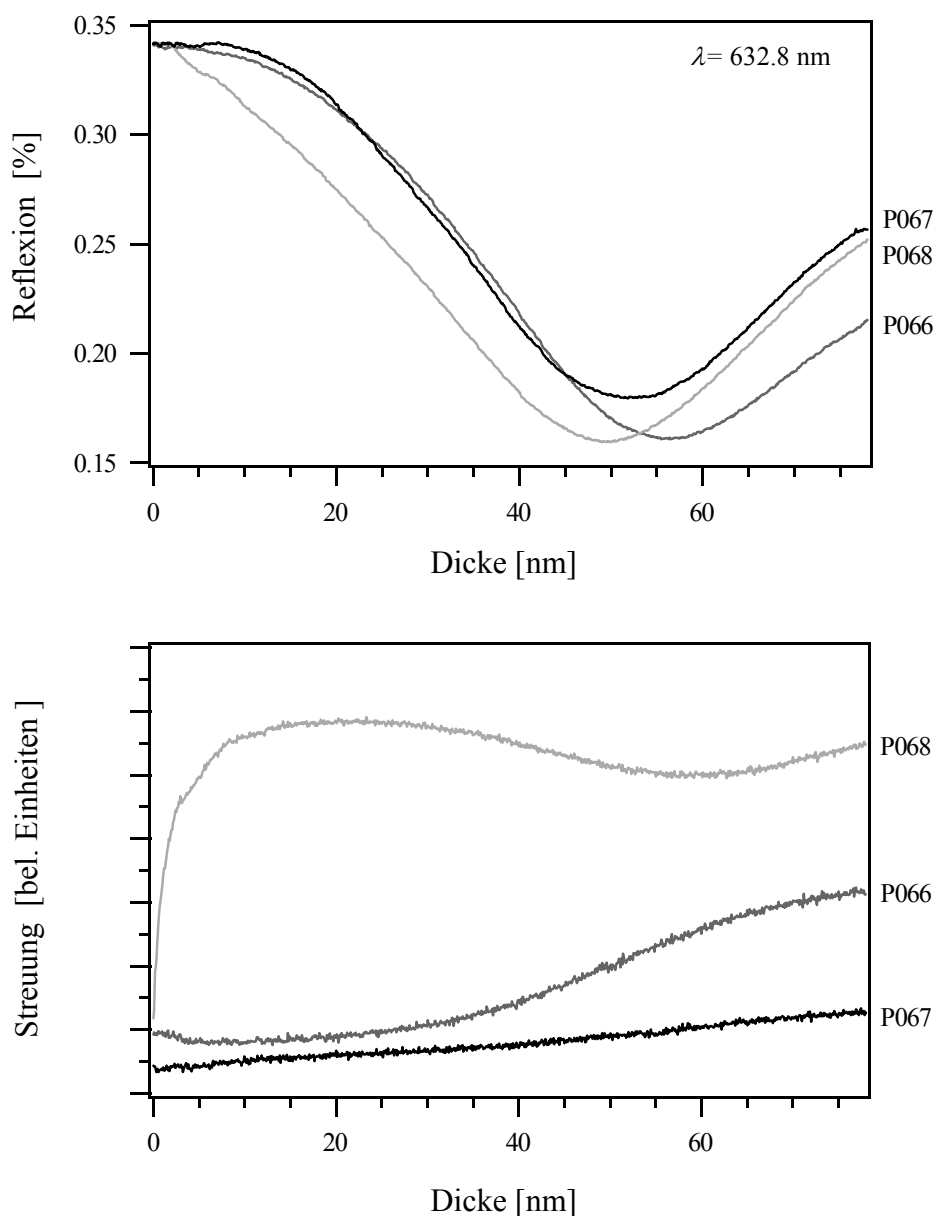 0.35
λ= 632.8 nm
0.30
0.25
0.20
0.15
Reflexion [%]
P067
P068
P066
0 20 40 60
Dicke [nm]
Streuung [bel. Einheiten ]
P068
P066
P067
0 20 40 60
Dicke [nm]